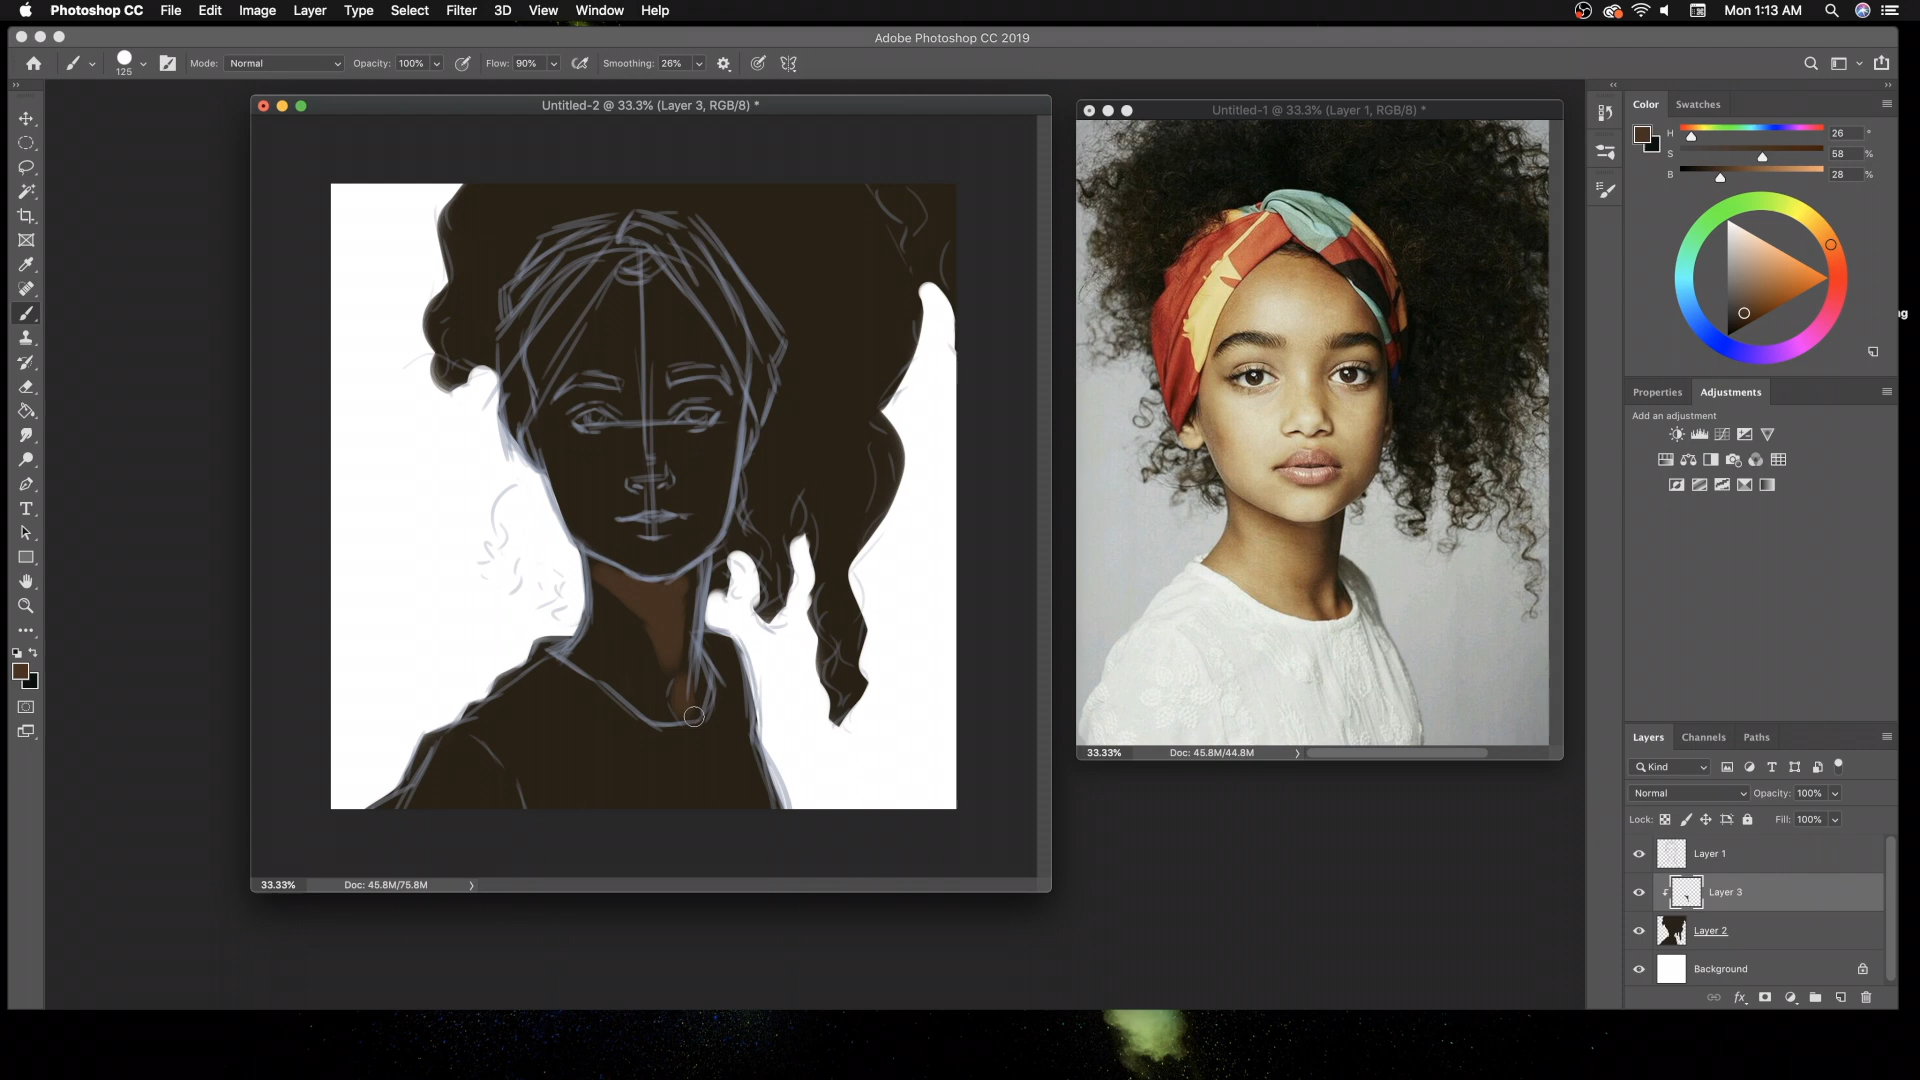 Photoshop CC File Edit Image Layer Type Select Filter 3D View Window Help Mon 1:13 AM
Adobe Photoshop CC 2019
125 Mode: Normal Opacity: 100% Flow: 90% Smoothing: 26%
Untitled-2 @ 33.3% (Layer 3, RGB/8) *
Untitled-1 @ 33.3% (Layer 1, RGB/8) *
Color Swatches
H 26 °
S 58 %
B 28 %
ng
Properties Adjustments
Add an adjustment
33.33% Doc: 45.8M/44.8M
33.33% Doc: 45.8M/75.8M
Layers Channels Paths
Kind
Normal Opacity: 100%
Lock: Fill: 100%
Layer 1
Layer 3
Layer 2
Background
fx